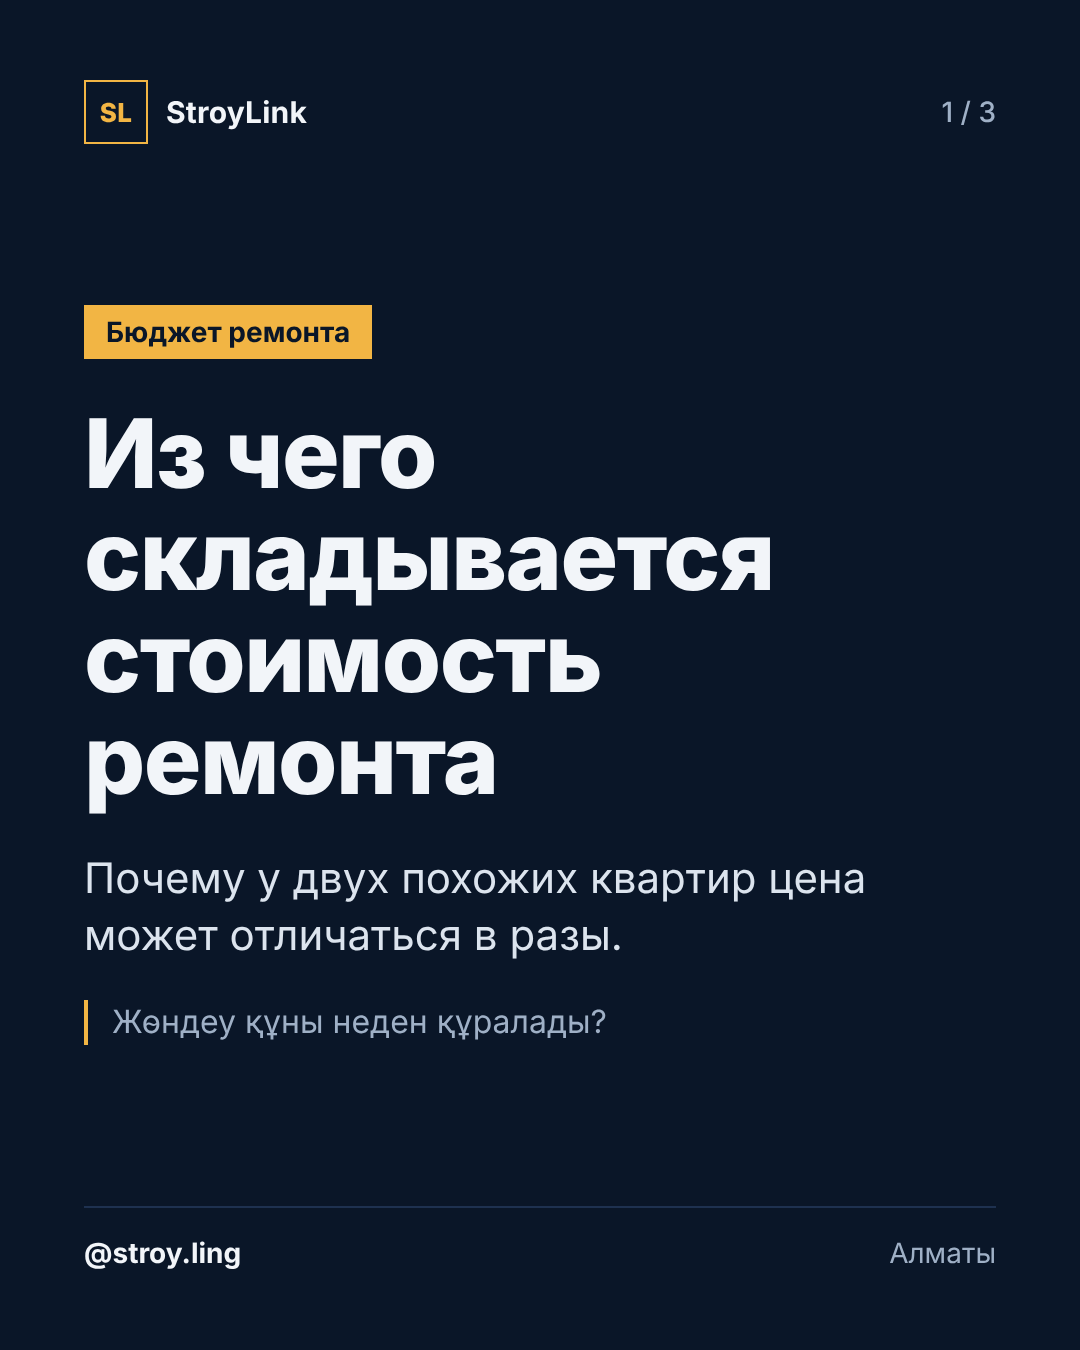 SL StroyLink 1 / 3
Бюджет ремонта
Из чего
складывается
стоимость
ремонта
Почему у двух похожих квартир цена
может отличаться в разы.
Жөндеу құны неден құралады?
@stroy.ling Алматы